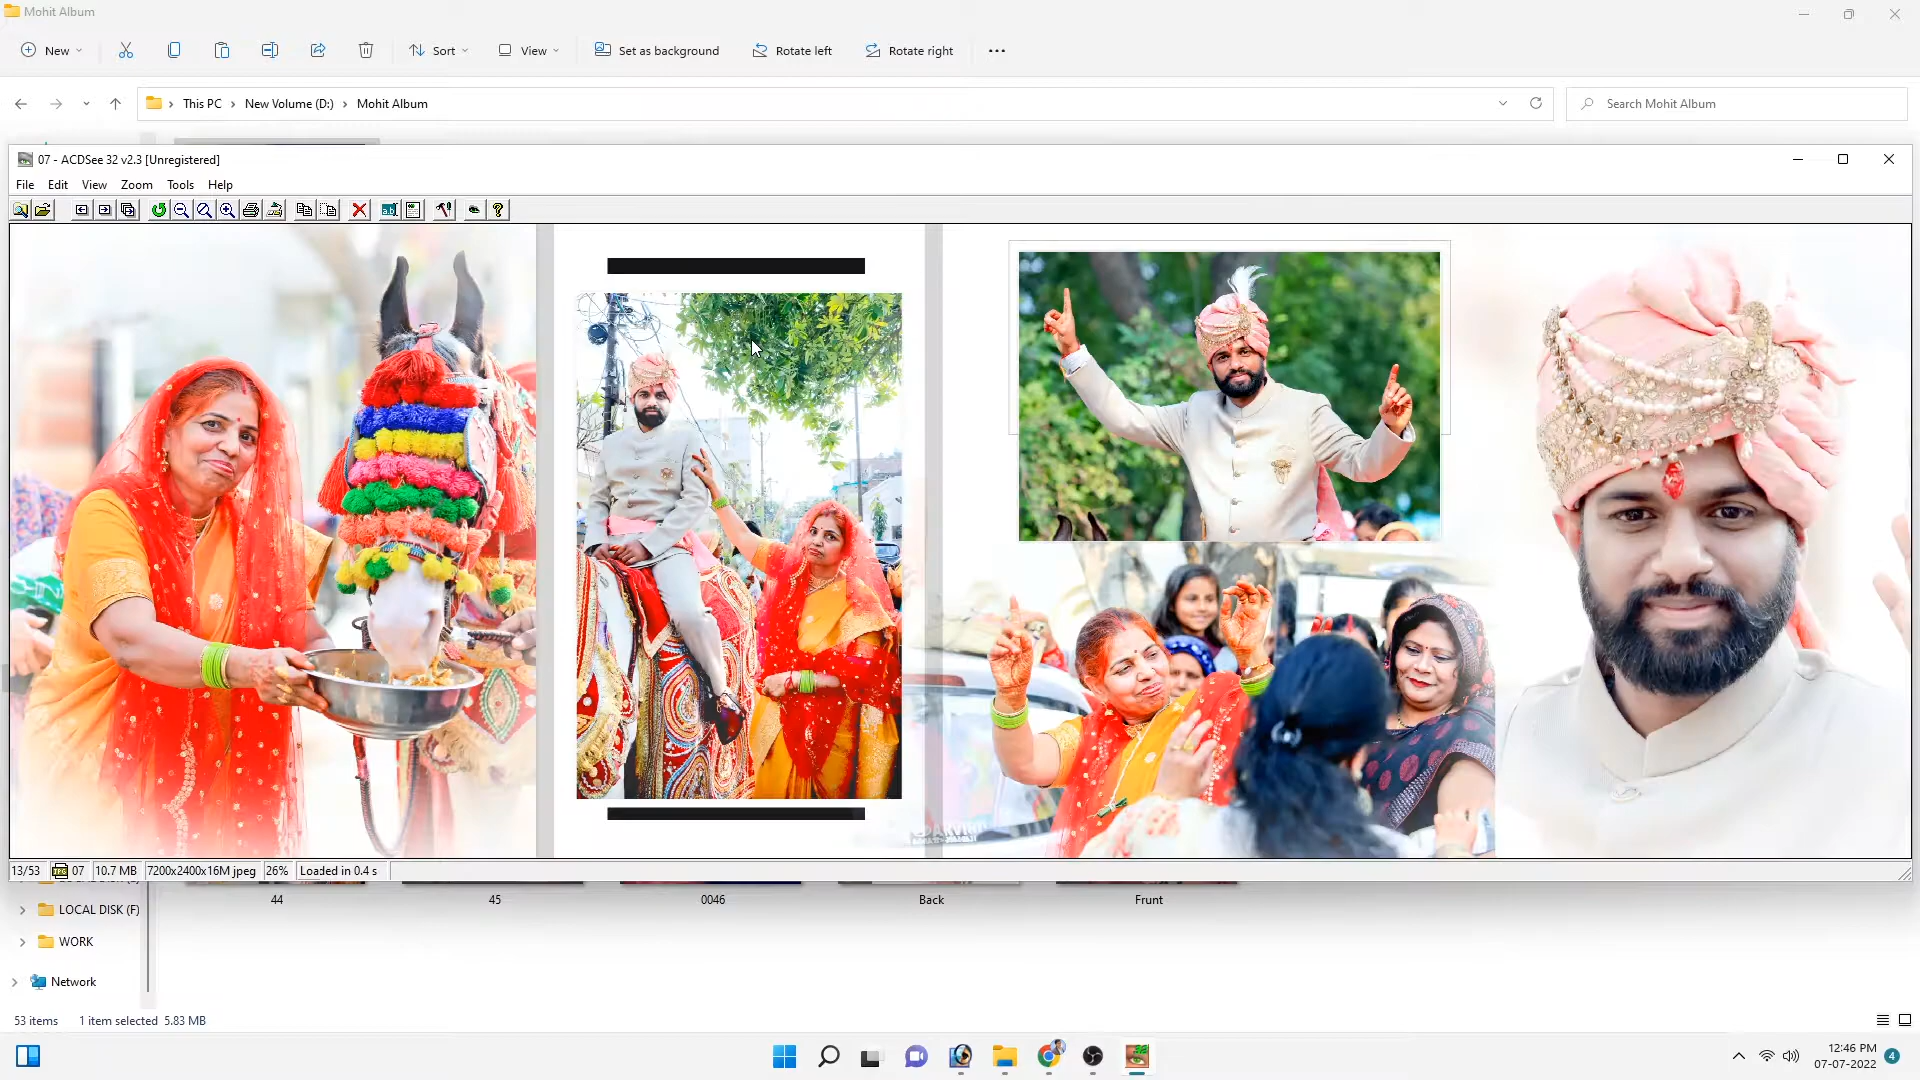 Mohit Album
New
Sort
View
Set as background
Rotate left
Rotate right
This PC > New Volume (D:) > Mohit Album
Search Mohit Album
07 - ACDSee 32 v2.3 [Unregistered]
File Edit View Zoom Tools Help
13/53 07 10.7 MB 7200x2400x16M jpeg 26% Loaded in 0.4 s
44
45
0046
Back
Frunt
LOCAL DISK (F)
WORK
Network
53 items 1 item selected 5.83 MB
12:46 PM
07-07-2022
4